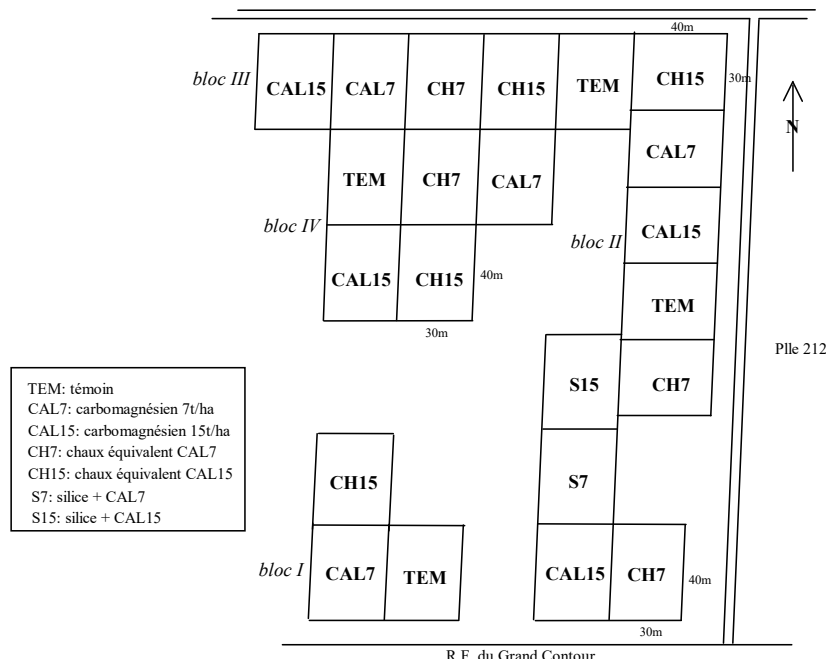 40m
bloc III
CAL15 CAL7 CH7 CH15 TEM CH15
30m
N
TEM CH7 CAL7
CAL7
bloc IV
bloc II
CAL15
CAL15 CH15
40m
30m
TEM
Plle 212
S15
CH7
TEM: témoin
CAL7: carbomagnésien 7t/ha
CAL15: carbomagnésien 15t/ha
CH7: chaux équivalent CAL7
CH15: chaux équivalent CAL15
S7: silice + CAL7
S15: silice + CAL15
CH15
S7
bloc I
CAL7 TEM
CAL15 CH7
40m
30m
R.F. du Grand Contour